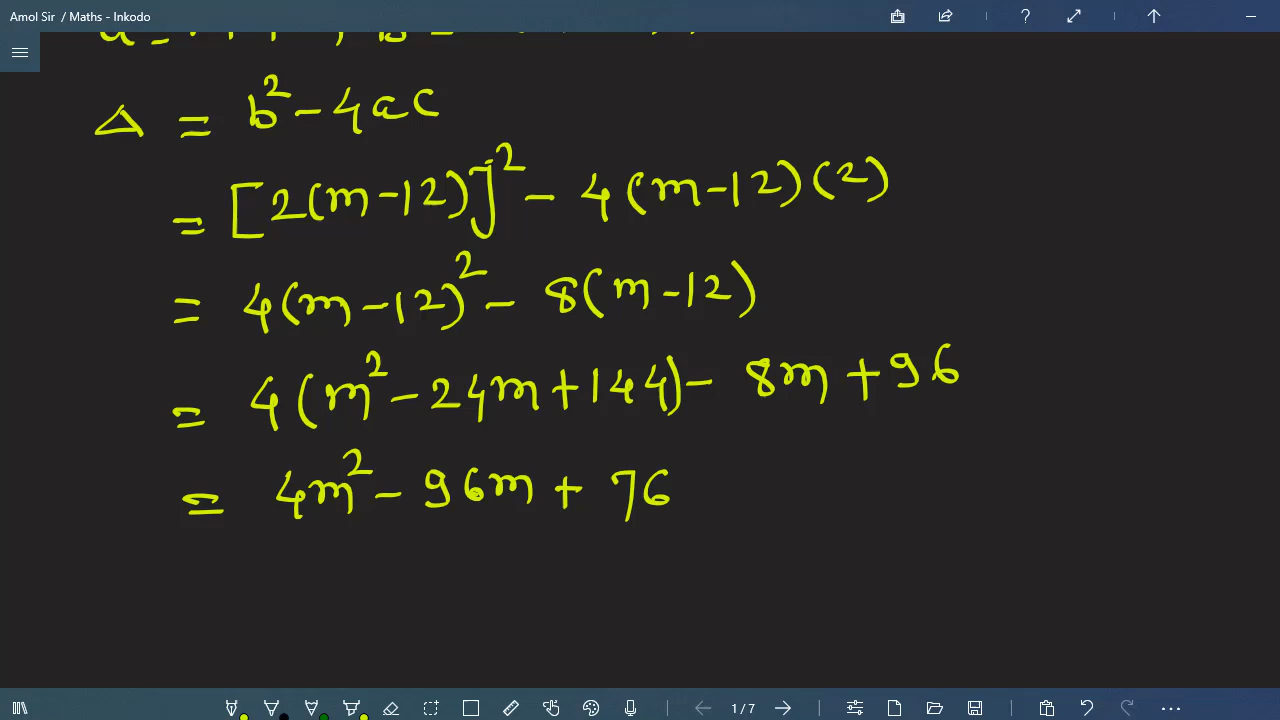 Amol Sir / Maths - Inkodo
Δ = b² - 4ac
= [2(m-12)]² - 4(m-12)(2)
= 4(m-12)² - 8(m-12)
= 4(m² - 24m + 144) - 8m + 96
= 4m² - 96m + 76
1 / 7